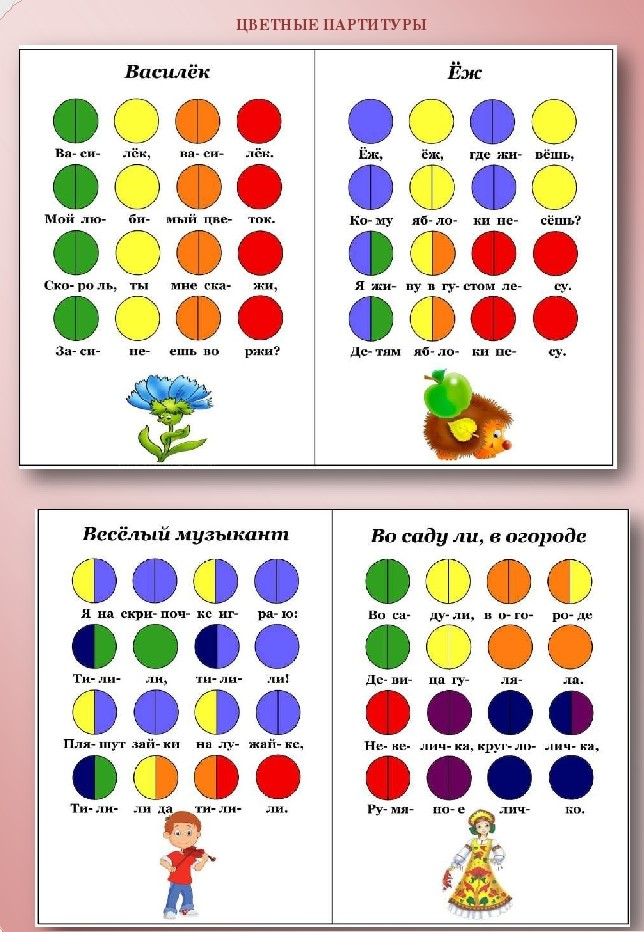 ЦВЕТНЫЕ ПАРТИТУРЫ
Василёк
Ва- си- лёк, ва- си- лёк.
Мой лю- би- мый цве- ток.
Ско- ро ль, ты мне ска- жи,
За- си- не- ешь во ржи?
Ёж
Ёж, ёж, где жи- вёшь,
Ко- му яб- ло- ки не- сёшь?
Я жи- ву в гу- стом ле- су.
Де- тям яб- ло- ки не- су.
Весёлый музыкант
Я на скри- поч- ке иг- ра- ю:
Ти- ли- ли, ти- ли- ли!
Пля- шут зай- ки на лу- жай- ке,
Ти- ли- ли да ти- ли- ли.
Во саду ли, в огороде
Во са- ду- ли, в о- го- ро- де
Де- ви- ца гу- ля- ла.
Не- ве- лич- ка, круг- ло- лич- ка,
Ру- мя- но- е лич- ко.